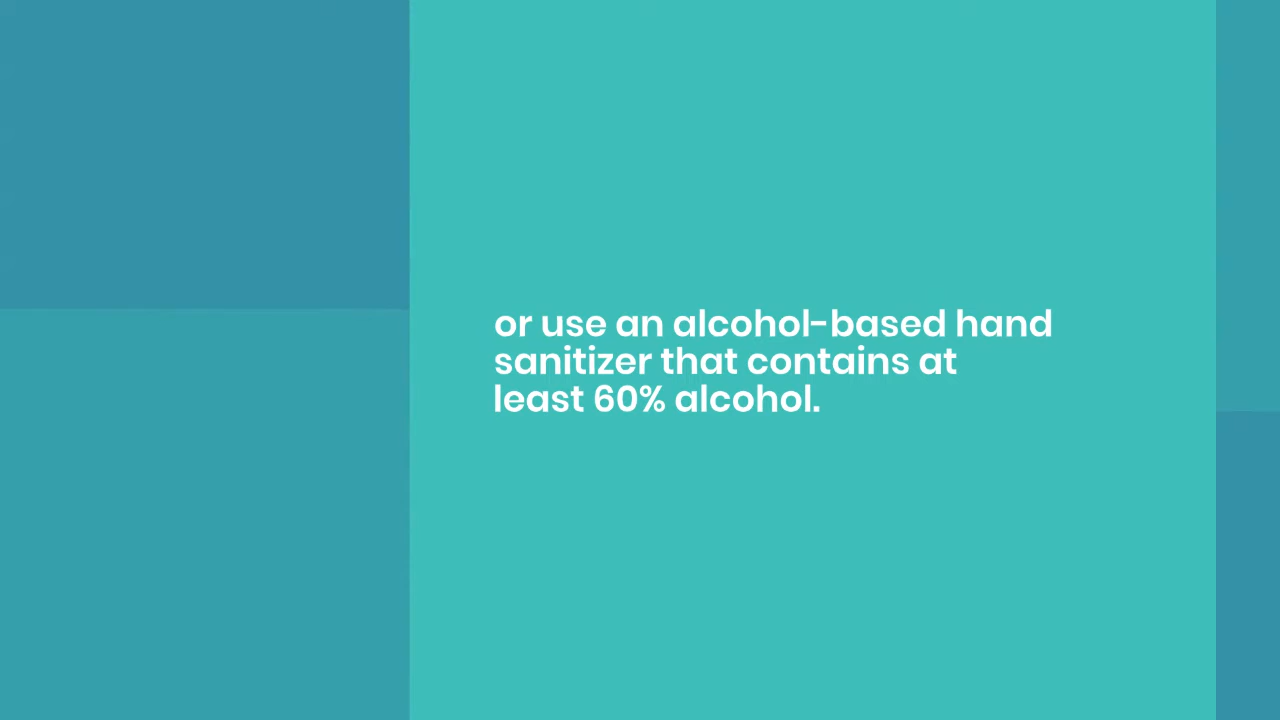 or use an alcohol-based hand
sanitizer that contains at
least 60% alcohol.